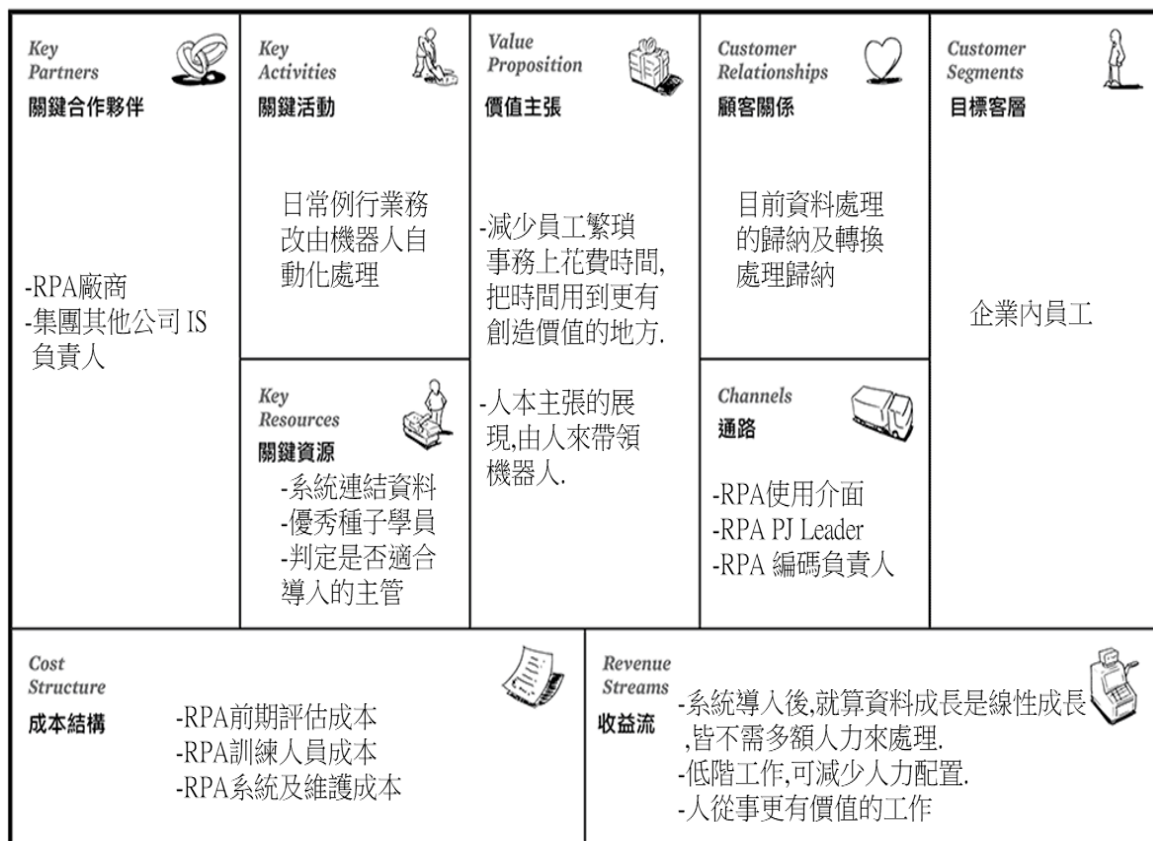 Key
Partners
關鍵合作夥伴
-RPA廠商
-集團其他公司 IS
負責人
Key
Activities
關鍵活動
日常例行業務
改由機器人自
動化處理
Key
Resources
關鍵資源
-系統連結資料
-優秀種子學員
-判定是否適合
導入的主管
Value
Proposition
價值主張
-減少員工繁瑣
事務上花費時間,
把時間用到更有
創造價值的地方.
-人本主張的展
現,由人來帶領
機器人.
Customer
Relationships
顧客關係
目前資料處理
的歸納及轉換
處理歸納
Channels
通路
-RPA使用介面
-RPA PJ Leader
-RPA 編碼負責人
Customer
Segments
目標客層
企業內員工
Cost
Structure
成本結構
-RPA前期評估成本
-RPA訓練人員成本
-RPA系統及維護成本
Revenue
Streams
收益流
-系統導入後,就算資料成長是線性成長
,皆不需多額人力來處理.
-低階工作,可減少人力配置.
-人從事更有價值的工作